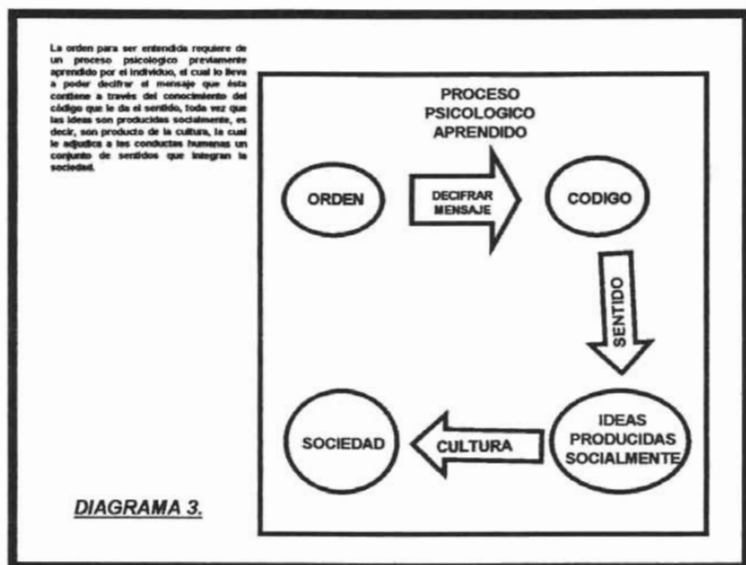 La orden para ser entendida requiere de
un proceso psicologico previamente
aprendido por el individuo, el cual lo lleva
a poder decifrar el mensaje que ésta
contiene a través del conocimiento del
código que le da el sentido, toda vez que
las ideas son producidas socialmente, es
decir, son producto de la cultura, la cual
le adjudica a las conductas humanas un
conjunto de sentidos que integran la
sociedad.
PROCESO
PSICOLOGICO
APRENDIDO
ORDEN
DECIFRAR
MENSAJE
CODIGO
SENTIDO
IDEAS
PRODUCIDAS
SOCIALMENTE
CULTURA
SOCIEDAD
DIAGRAMA 3.